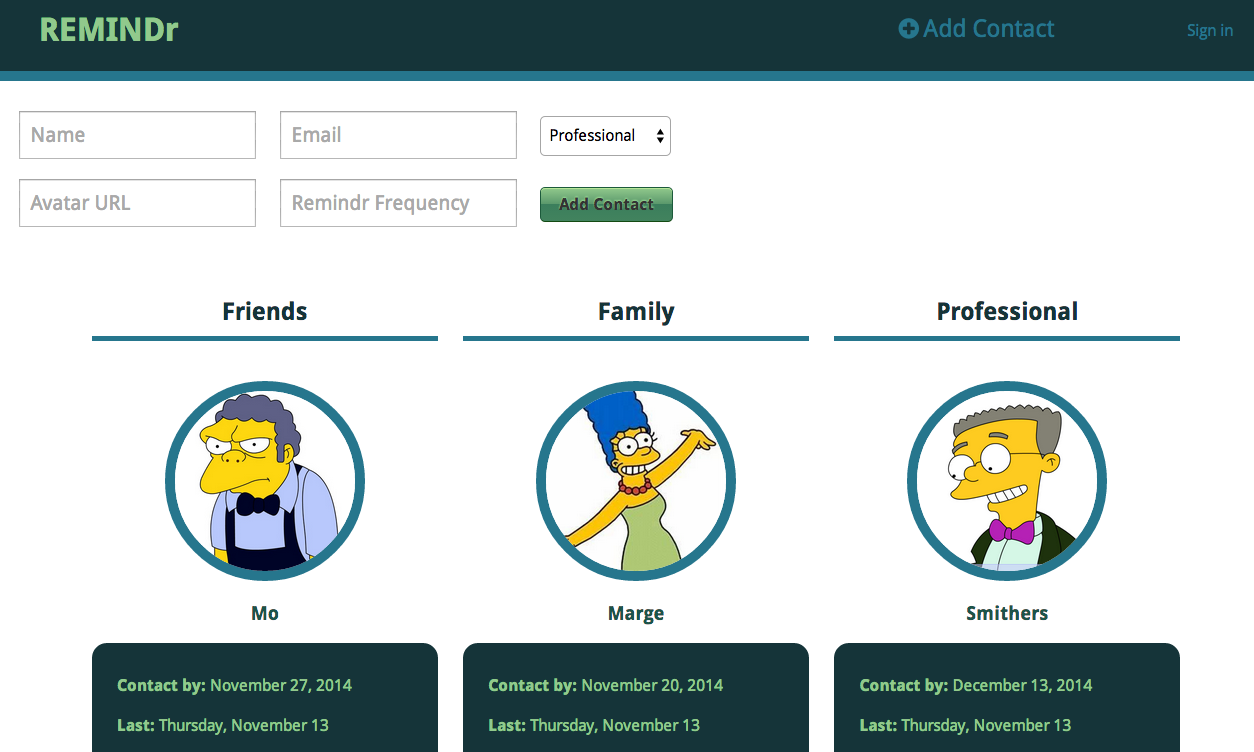 REMINDr
Add Contact
Sign in
Name
Email
Professional
Avatar URL
Remindr Frequency
Add Contact
Friends
Family
Professional
Mo
Marge
Smithers
Contact by: November 27, 2014
Last: Thursday, November 13
Contact by: November 20, 2014
Last: Thursday, November 13
Contact by: December 13, 2014
Last: Thursday, November 13